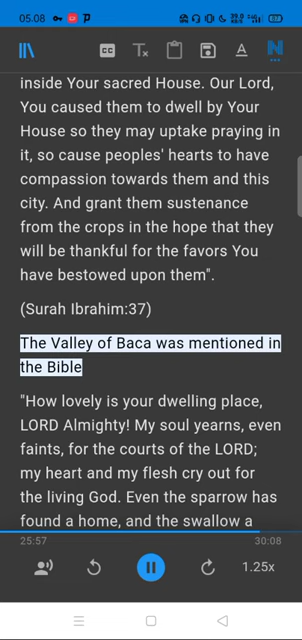 05.08
CC
inside Your sacred House. Our Lord,
You caused them to dwell by Your
House so they may uptake praying in
it, so cause peoples' hearts to have
compassion towards them and this
city. And grant them sustenance
from the crops in the hope that they
will be thankful for the favors You
have bestowed upon them".
(Surah Ibrahim:37)
The Valley of Baca was mentioned in
the Bible
"How lovely is your dwelling place,
LORD Almighty! My soul yearns, even
faints, for the courts of the LORD;
my heart and my flesh cry out for
the living God. Even the sparrow has
found a home, and the swallow a
25:57 30:08
1.25x